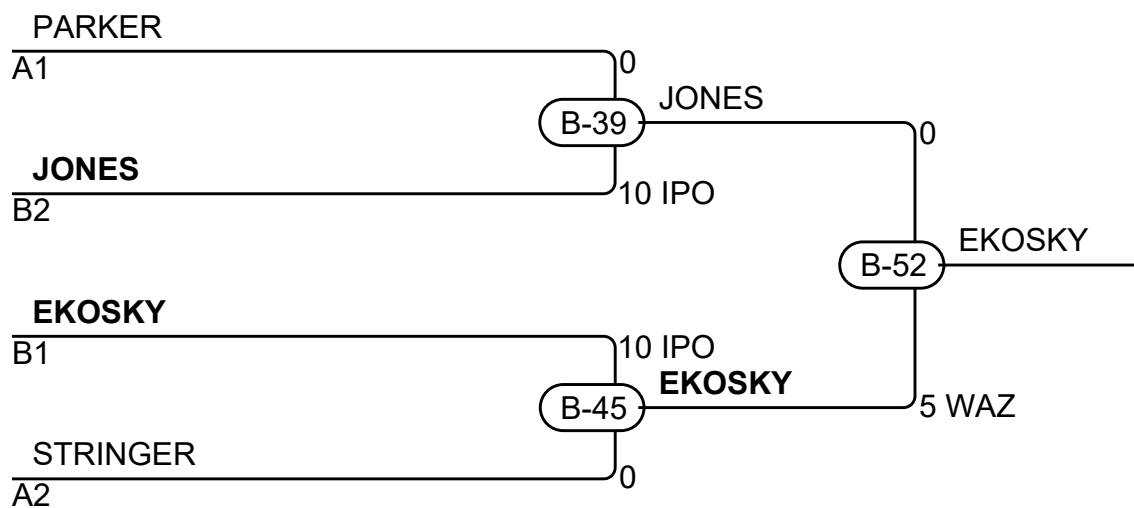 PARKER
A1
0
B-39
JONES
0
JONES
B2
10 IPO
B-52
EKOSKY
EKOSKY
B1
10 IPO
EKOSKY
B-45
5 WAZ
STRINGER
A2
0